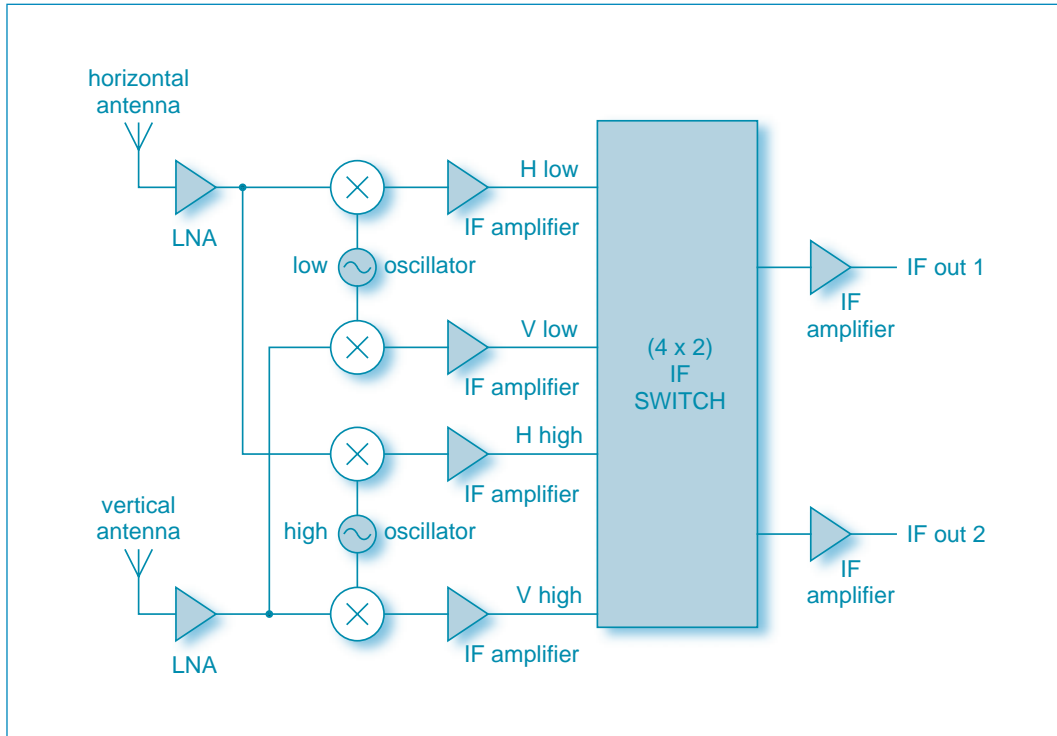 horizontal
antenna
LNA
H low
IF amplifier
low
oscillator
V low
IF amplifier
H high
IF amplifier
vertical
antenna
high
oscillator
LNA
V high
IF amplifier
(4 x 2)
IF
SWITCH
IF out 1
IF
amplifier
IF out 2
IF
amplifier